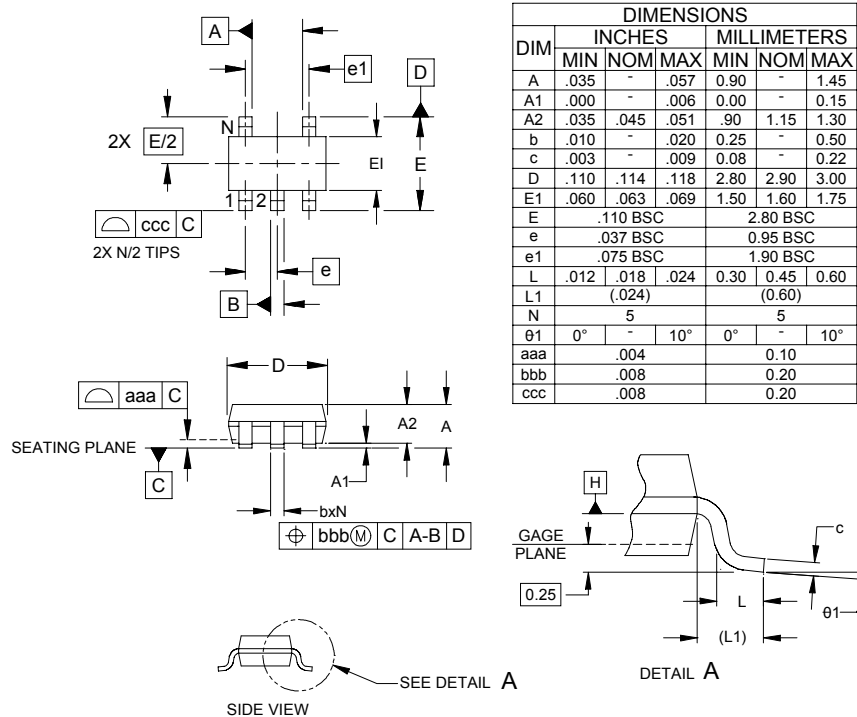 A
e1
D
N
2X E/2
EI
E
1 2
ccc C
2X N/2 TIPS
e
B
D
aaa C
A2 A
SEATING PLANE
C
A1
bxN
⌖ bbbⓂ C A-B D
SIDE VIEW
SEE DETAIL A
DIMENSIONS
DIM INCHES MILLIMETERS
MIN NOM MAX MIN NOM MAX
A .035 - .057 0.90 - 1.45
A1 .000 - .006 0.00 - 0.15
A2 .035 .045 .051 .90 1.15 1.30
b .010 - .020 0.25 - 0.50
c .003 - .009 0.08 - 0.22
D .110 .114 .118 2.80 2.90 3.00
E1 .060 .063 .069 1.50 1.60 1.75
E .110 BSC 2.80 BSC
e .037 BSC 0.95 BSC
e1 .075 BSC 1.90 BSC
L .012 .018 .024 0.30 0.45 0.60
L1 (.024) (0.60)
N 5 5
θ1 0° - 10° 0° - 10°
aaa .004 0.10
bbb .008 0.20
ccc .008 0.20
H
GAGE
PLANE
c
0.25
L
θ1
(L1)
DETAIL A